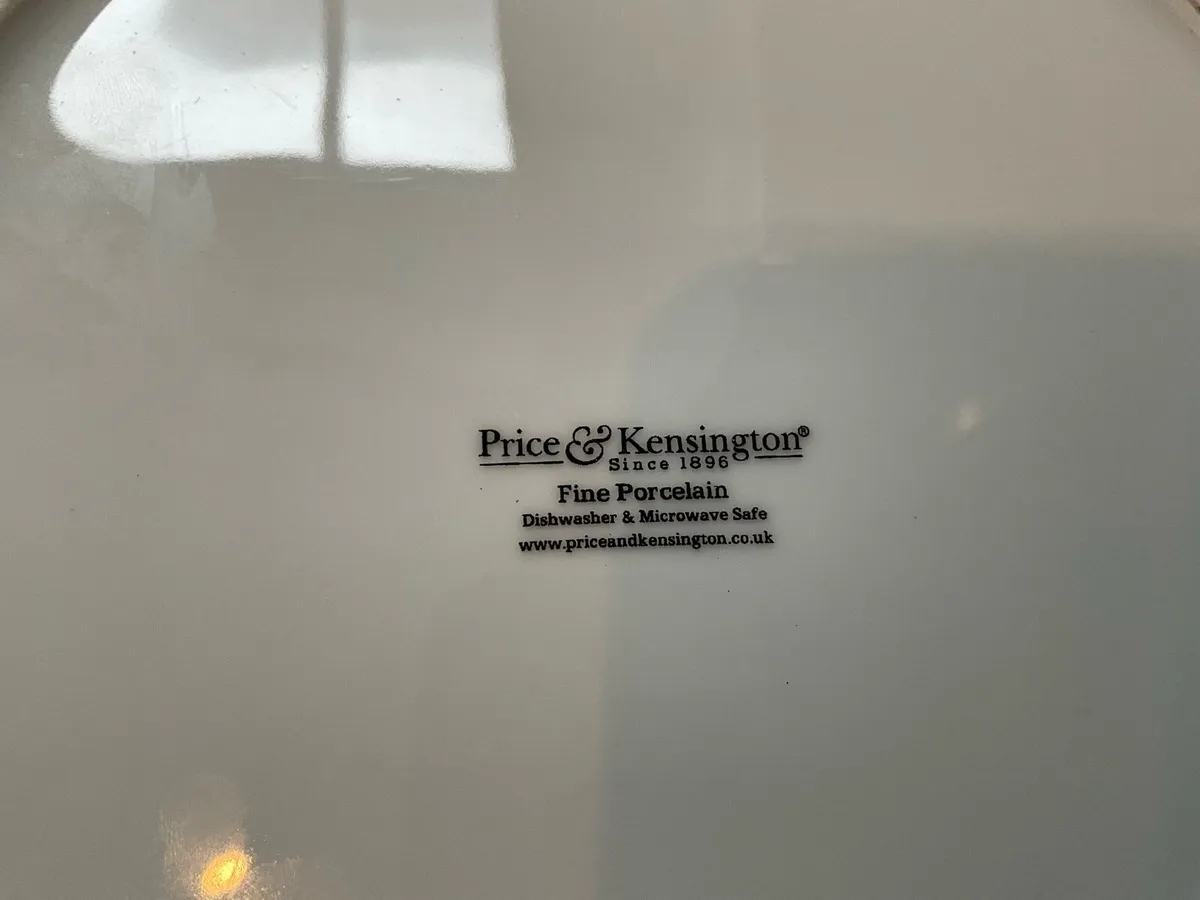 Price & Kensington®
Since 1896
Fine Porcelain
Dishwasher & Microwave Safe
www.priceandkensington.co.uk